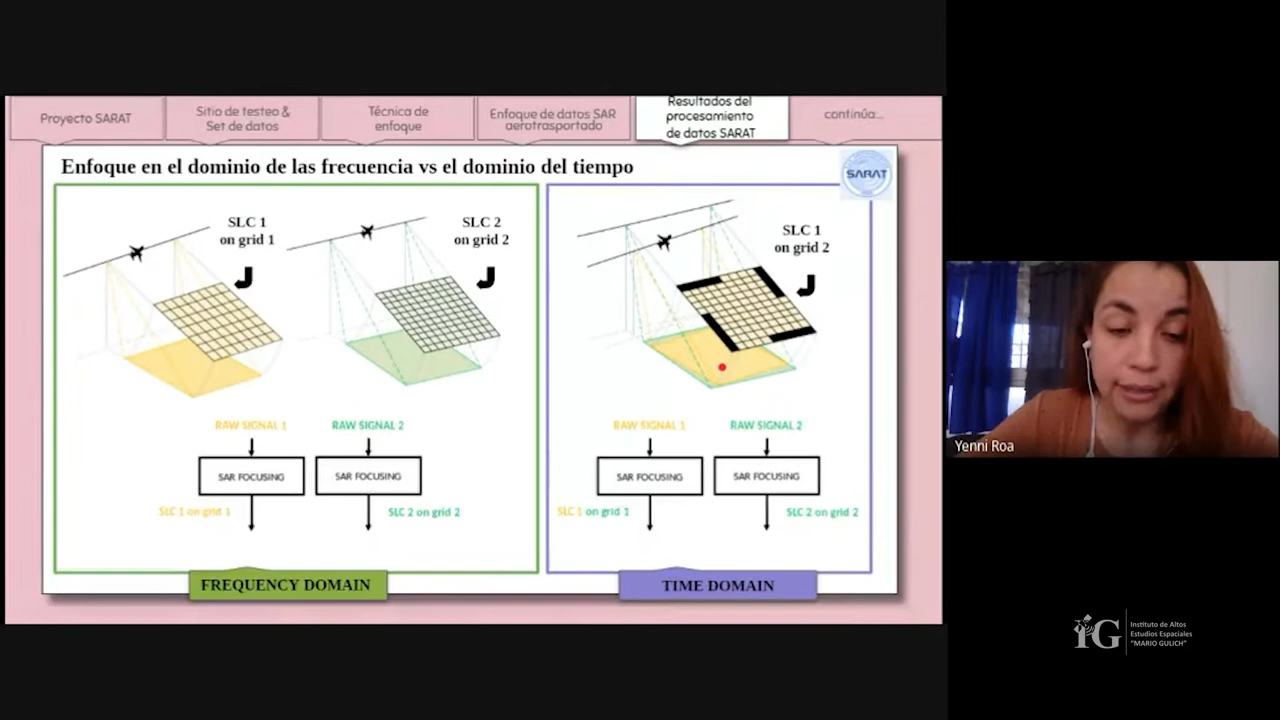 Proyecto SARAT
Sitio de testeo &
Set de datos
Técnica de
enfoque
Enfoque de datos SAR
aerotrasportado
Resultados del
procesamiento
de datos SARAT
continúa...
Enfoque en el dominio de las frecuencia vs el dominio del tiempo
SARAT
SLC 1
on grid 1
SLC 2
on grid 2
RAW SIGNAL 1
RAW SIGNAL 2
SAR FOCUSING
SAR FOCUSING
SLC 1 on grid 1
SLC 2 on grid 2
FREQUENCY DOMAIN
SLC 1
on grid 2
RAW SIGNAL 1
RAW SIGNAL 2
SAR FOCUSING
SAR FOCUSING
SLC 1 on grid 1
SLC 2 on grid 2
TIME DOMAIN
Yenni Roa
iG
Instituto de Altos
Estudios Espaciales
"MARIO GULICH"